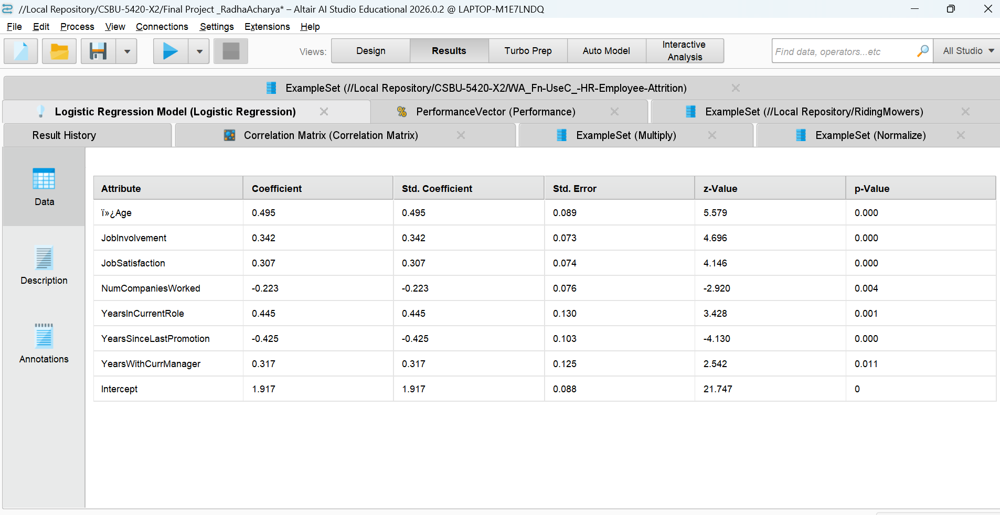 //Local Repository/CSBU-5420-X2/Final Project _RadhaAcharya* – Altair AI Studio Educational 2026.0.2 @ LAPTOP-M1E7LNDQ
File Edit Process View Connections Settings Extensions Help
Views: Design Results Turbo Prep Auto Model Interactive Analysis Find data, operators...etc All Studio
ExampleSet (//Local Repository/CSBU-5420-X2/WA_Fn-UseC_-HR-Employee-Attrition)
Logistic Regression Model (Logistic Regression) PerformanceVector (Performance) ExampleSet (//Local Repository/RidingMowers)
Result History Correlation Matrix (Correlation Matrix) ExampleSet (Multiply) ExampleSet (Normalize)
Data
Description
Annotations
Attribute Coefficient Std. Coefficient Std. Error z-Value p-Value
ï»¿Age 0.495 0.495 0.089 5.579 0.000
JobInvolvement 0.342 0.342 0.073 4.696 0.000
JobSatisfaction 0.307 0.307 0.074 4.146 0.000
NumCompaniesWorked -0.223 -0.223 0.076 -2.920 0.004
YearsInCurrentRole 0.445 0.445 0.130 3.428 0.001
YearsSinceLastPromotion -0.425 -0.425 0.103 -4.130 0.000
YearsWithCurrManager 0.317 0.317 0.125 2.542 0.011
Intercept 1.917 1.917 0.088 21.747 0